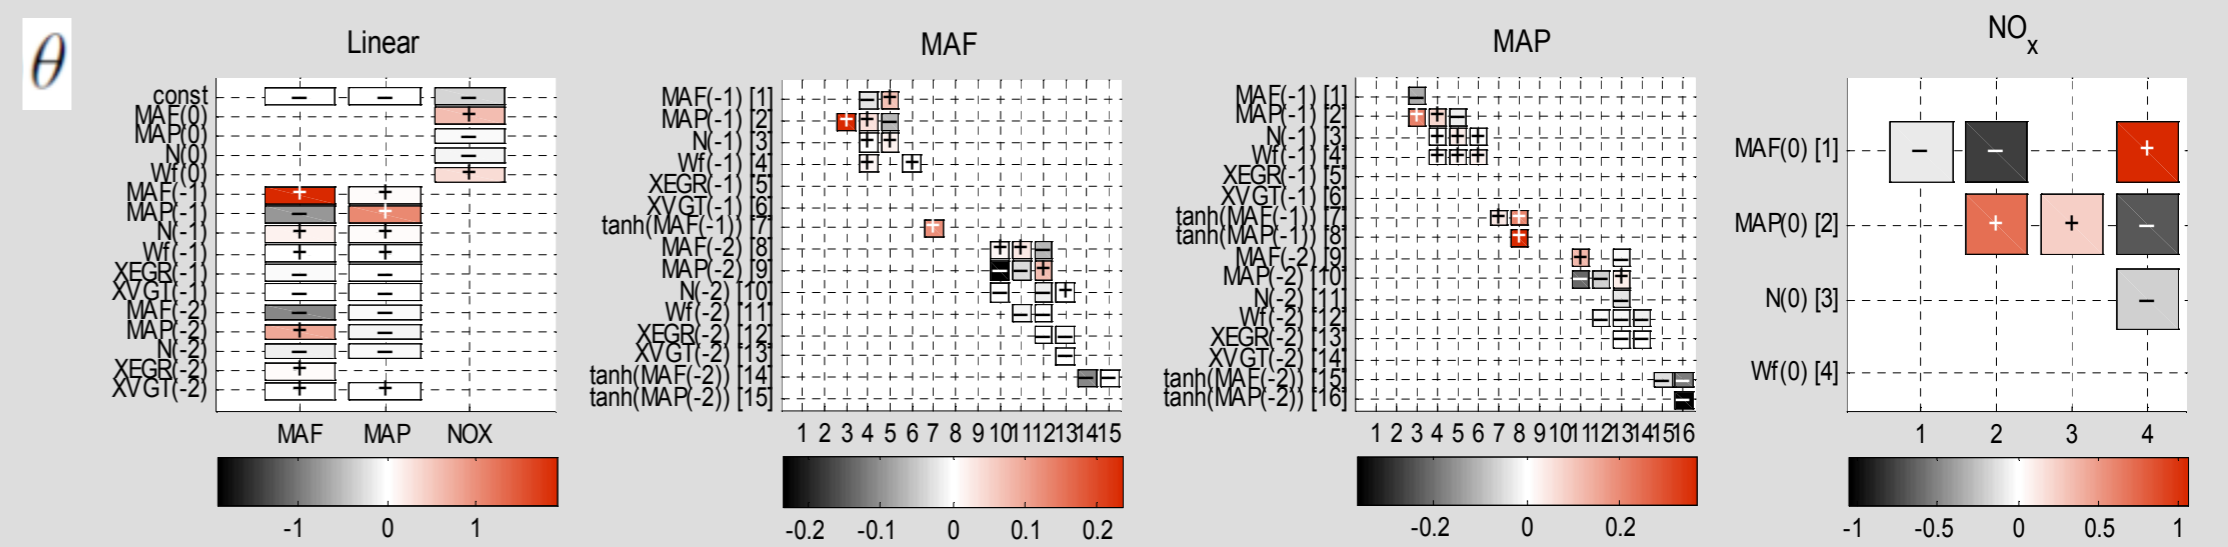 θ
Linear
const
MAF(0)
MAP(0)
N(0)
Wf(0)
MAF(-1)
MAP(-1)
N(-1)
Wf(-1)
XEGR(-1)
XVGT(-1)
MAF(-2)
MAP(-2)
N(-2)
XEGR(-2)
XVGT(-2)
MAF MAP NOX
-1 0 1
MAF
MAF(-1) [1]
MAP(-1) [2]
N(-1) [3]
Wf(-1) [4]
XEGR(-1) [5]
XVGT(-1) [6]
tanh(MAF(-1)) [7]
MAF(-2) [8]
MAP(-2) [9]
N(-2) [10]
Wf(-2) [11]
XEGR(-2) [12]
XVGT(-2) [13]
tanh(MAF(-2)) [14]
tanh(MAP(-2)) [15]
1 2 3 4 5 6 7 8 9 10 11 12 13 14 15
-0.2 -0.1 0 0.1 0.2
MAP
MAF(-1) [1]
MAP(-1) [2]
N(-1) [3]
Wf(-1) [4]
XEGR(-1) [5]
XVGT(-1) [6]
tanh(MAF(-1)) [7]
tanh(MAP(-1)) [8]
MAF(-2) [9]
MAP(-2) [10]
N(-2) [11]
Wf(-2) [12]
XEGR(-2) [13]
XVGT(-2) [14]
tanh(MAF(-2)) [15]
tanh(MAP(-2)) [16]
1 2 3 4 5 6 7 8 9 10 11 12 13 14 15 16
-0.2 0 0.2
NOx
MAF(0) [1]
MAP(0) [2]
N(0) [3]
Wf(0) [4]
1 2 3 4
-1 -0.5 0 0.5 1